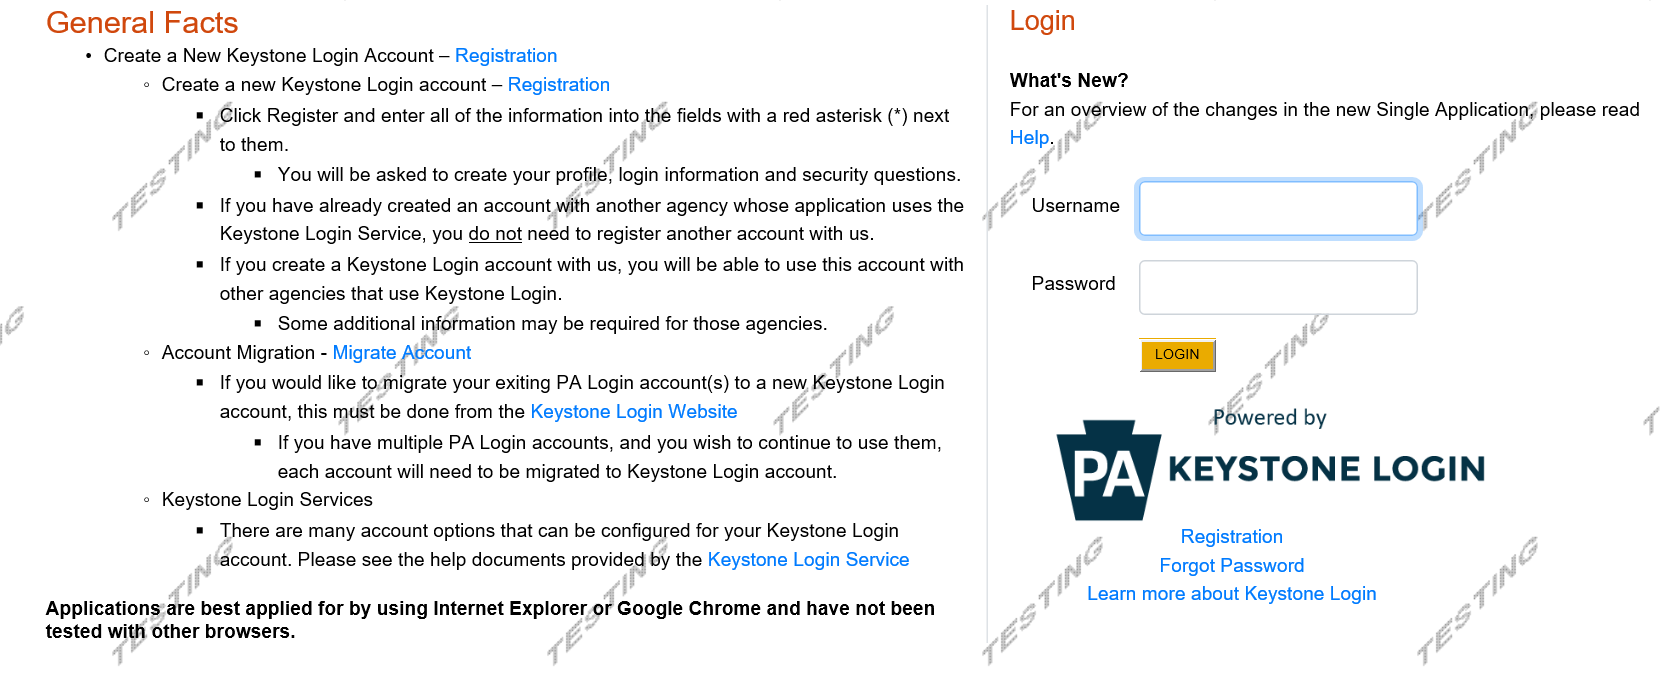 General Facts
• Create a New Keystone Login Account – Registration
◦ Create a new Keystone Login account – Registration
▪ Click Register and enter all of the information into the fields with a red asterisk (*) next
to them.
▪ You will be asked to create your profile, login information and security questions.
▪ If you have already created an account with another agency whose application uses the
Keystone Login Service, you do not need to register another account with us.
▪ If you create a Keystone Login account with us, you will be able to use this account with
other agencies that use Keystone Login.
▪ Some additional information may be required for those agencies.
◦ Account Migration - Migrate Account
▪ If you would like to migrate your exiting PA Login account(s) to a new Keystone Login
account, this must be done from the Keystone Login Website
▪ If you have multiple PA Login accounts, and you wish to continue to use them,
each account will need to be migrated to Keystone Login account.
◦ Keystone Login Services
▪ There are many account options that can be configured for your Keystone Login
account. Please see the help documents provided by the Keystone Login Service
Applications are best applied for by using Internet Explorer or Google Chrome and have not been
tested with other browsers.
Login
What's New?
For an overview of the changes in the new Single Application, please read
Help.
Username
Password
LOGIN
Powered by
PA KEYSTONE LOGIN
Registration
Forgot Password
Learn more about Keystone Login
TESTING
TESTING
TESTING
TESTING
TESTING
TESTING
TESTING
TESTING
TESTING
TESTING
TESTING